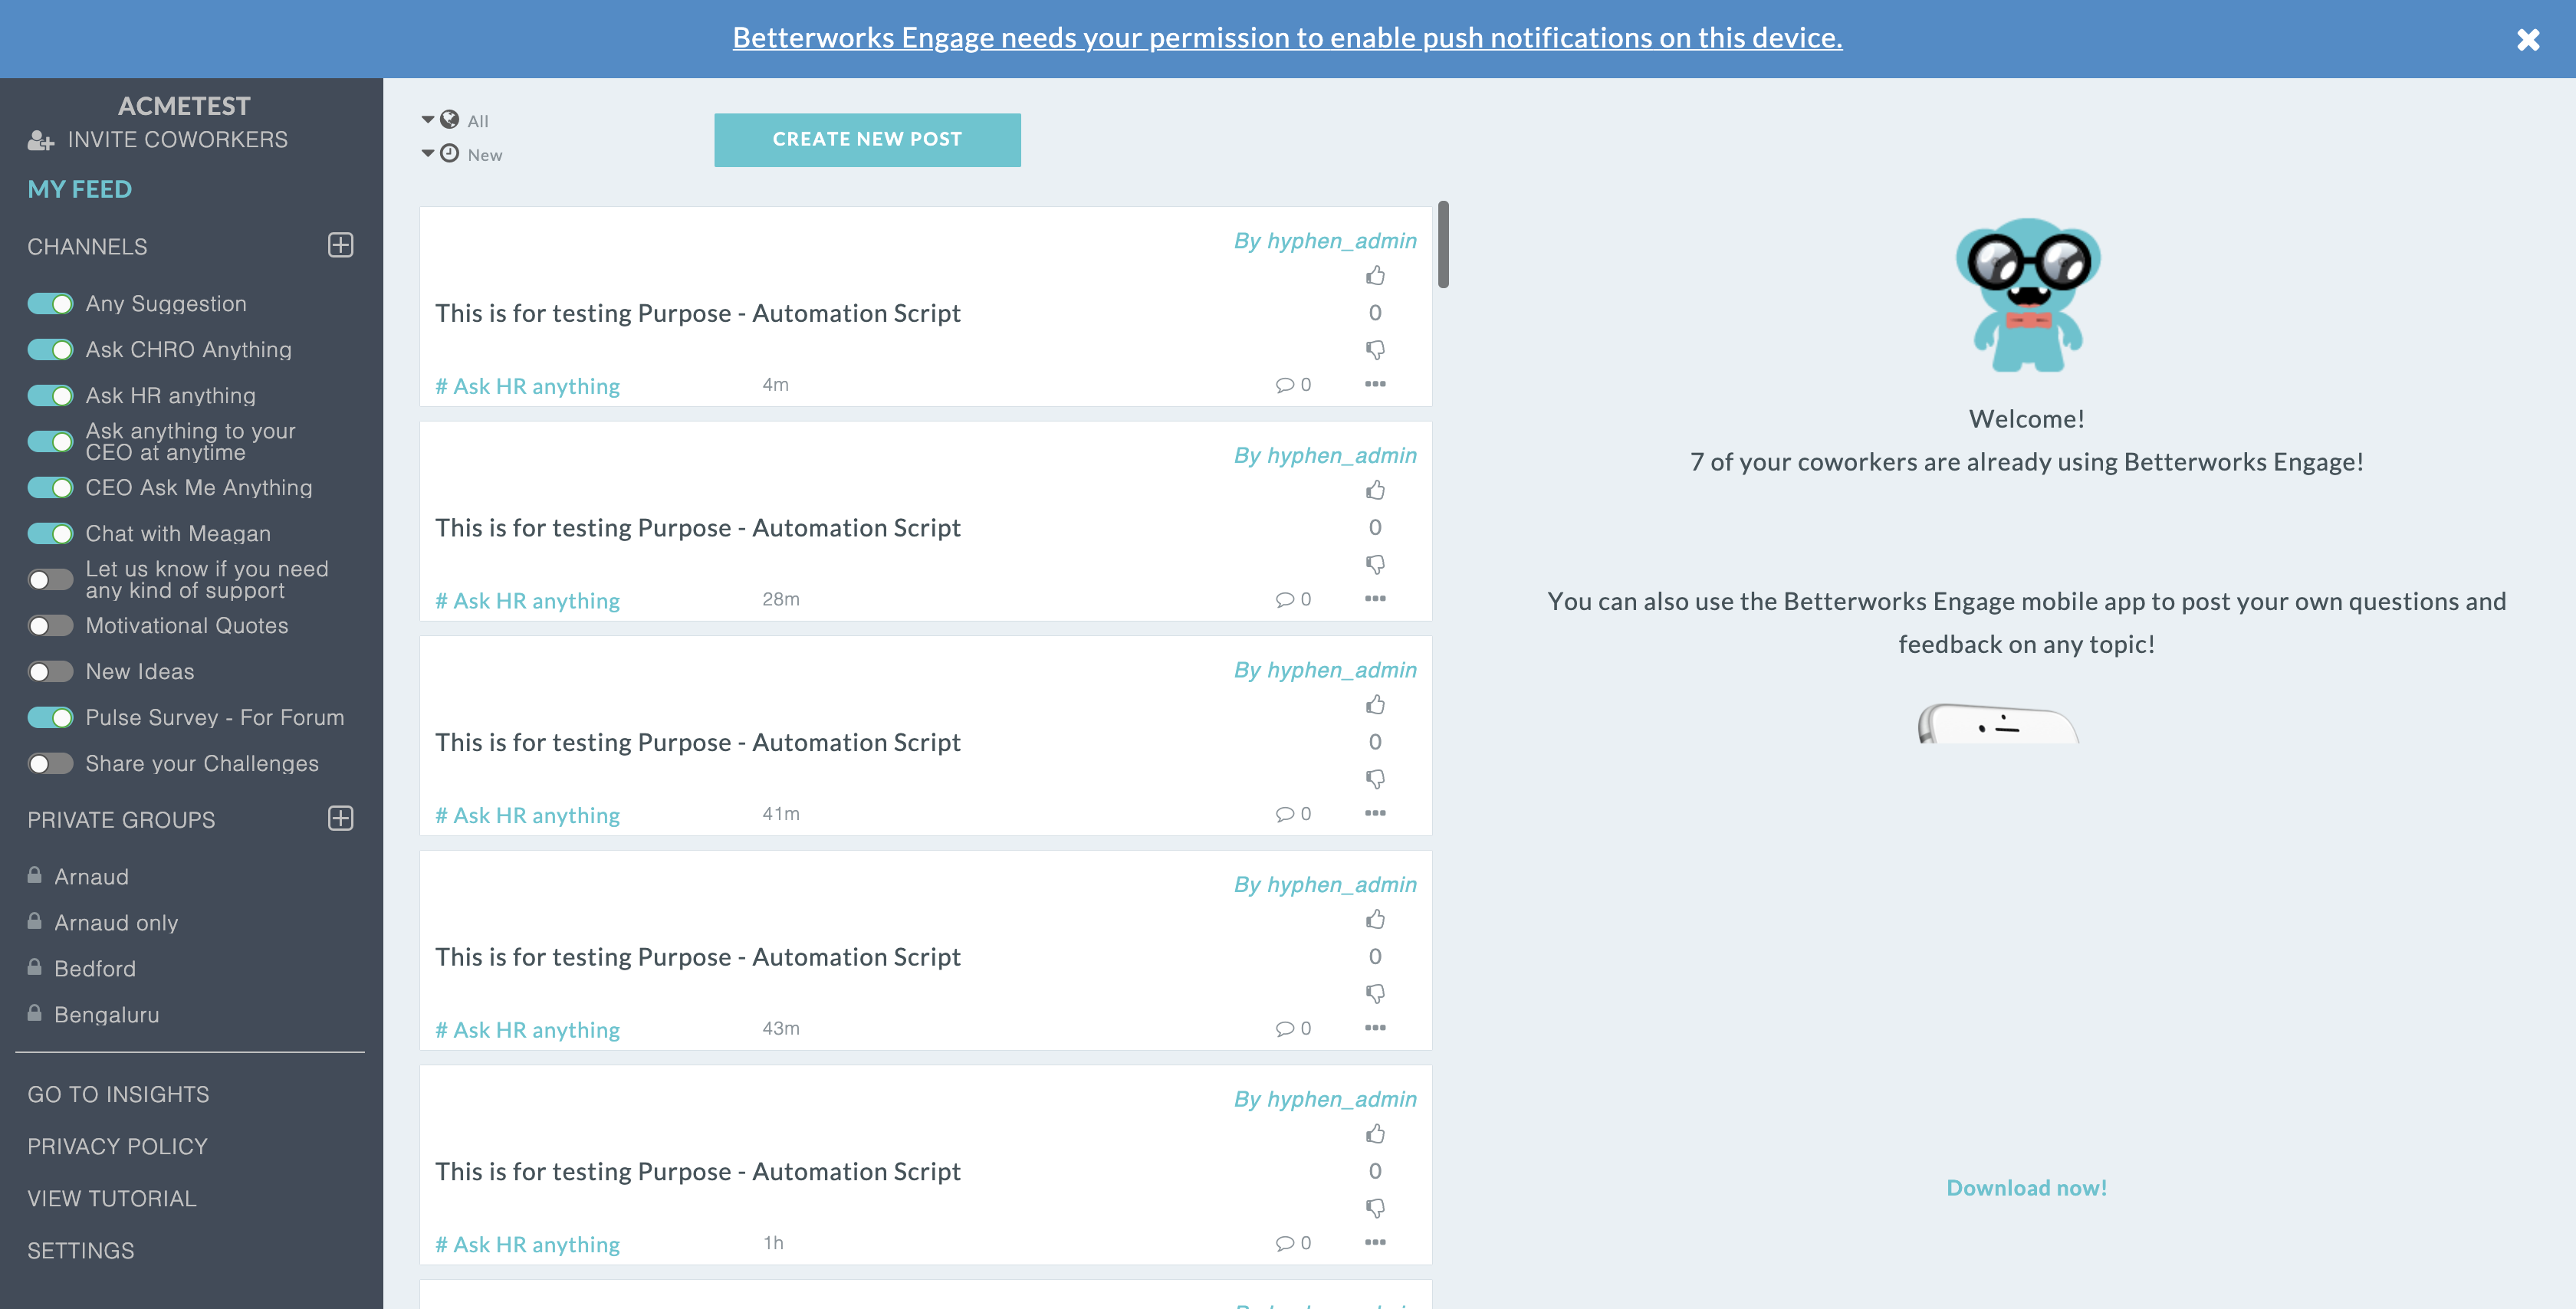 Betterworks Engage needs your permission to enable push notifications on this device.
ACMETEST
INVITE COWORKERS
MY FEED
CHANNELS
Any Suggestion
Ask CHRO Anything
Ask HR anything
Ask anything to your
CEO at anytime
CEO Ask Me Anything
Chat with Meagan
Let us know if you need
any kind of support
Motivational Quotes
New Ideas
Pulse Survey - For Forum
Share your Challenges
PRIVATE GROUPS
Arnaud
Arnaud only
Bedford
Bengaluru
GO TO INSIGHTS
PRIVACY POLICY
VIEW TUTORIAL
SETTINGS
All
New
CREATE NEW POST
By hyphen_admin
This is for testing Purpose - Automation Script
0
# Ask HR anything 4m 0
By hyphen_admin
This is for testing Purpose - Automation Script
0
# Ask HR anything 28m 0
By hyphen_admin
This is for testing Purpose - Automation Script
0
# Ask HR anything 41m 0
By hyphen_admin
This is for testing Purpose - Automation Script
0
# Ask HR anything 43m 0
By hyphen_admin
This is for testing Purpose - Automation Script
0
# Ask HR anything 1h 0
Welcome!
7 of your coworkers are already using Betterworks Engage!
You can also use the Betterworks Engage mobile app to post your own questions and
feedback on any topic!
Download now!